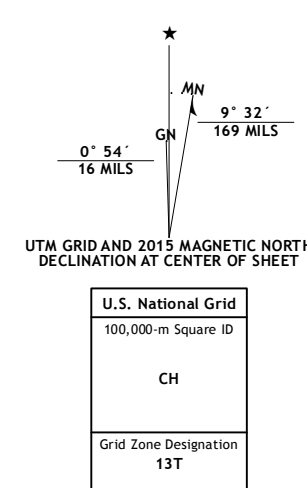 MN
9° 32´
169 MILS
GN
0° 54´
16 MILS
UTM GRID AND 2015 MAGNETIC NORTH
DECLINATION AT CENTER OF SHEET
U.S. National Grid
100,000-m Square ID
CH
Grid Zone Designation
13T